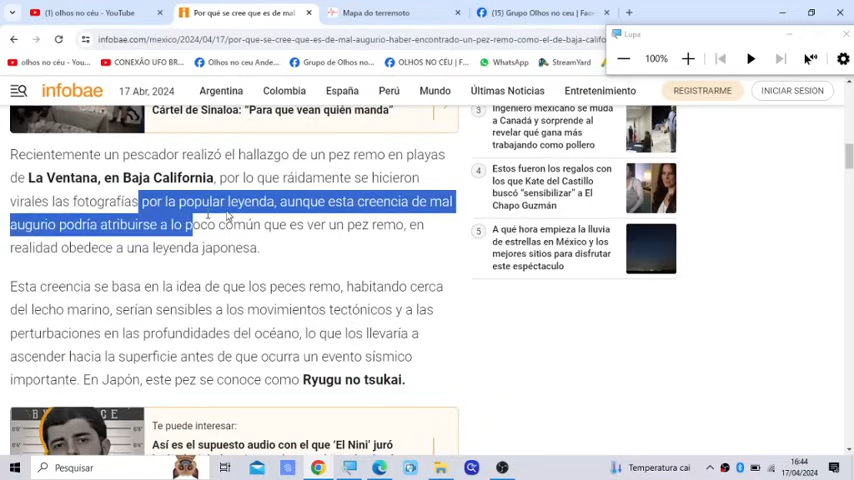 olhos no céu - YouTube
Por qué se cree que es de mal
Mapa do terremoto
(15) Grupo Olhos no ceu | Face
Lupa
infobae.com/mexico/2024/04/17/por-que-se-cree-que-es-de-mal-augurio-haber-encontrado-un-pez-remo-como-el-de-baja-califo
100%
olhos no céu - You...
CONEXÃO UFO BR...
Olhos no ceu Ande...
Grupo de Olhos no...
OLHOS NO CÉU | F...
WhatsApp
StreamYard
infobae
17 Abr, 2024
Argentina
Colombia
España
Perú
Mundo
Últimas Noticias
Entretenimiento
REGISTRARME
INICIAR SESIÓN
Cártel de Sinaloa: “Para que vean quién manda”
Recientemente un pescador realizó el hallazgo de un pez remo en playas
de La Ventana, en Baja California, por lo que ráidamente se hicieron
virales las fotografías por la popular leyenda, aunque esta creencia de mal
augurio podría atribuirse a lo poco común que es ver un pez remo, en
realidad obedece a una leyenda japonesa.
Esta creencia se basa en la idea de que los peces remo, habitando cerca
del lecho marino, serían sensibles a los movimientos tectónicos y a las
perturbaciones en las profundidades del océano, lo que los llevaría a
ascender hacia la superficie antes de que ocurra un evento sísmico
importante. En Japón, este pez se conoce como Ryugu no tsukai.
Te puede interesar:
Así es el supuesto audio con el que ‘El Nini’ juró
3
Ingeniero mexicano se muda
a Canadá y sorprende al
revelar qué gana más
trabajando como pollero
4
Estos fueron los regalos con
los que Kate del Castillo
buscó “sensibilizar” a El
Chapo Guzmán
5
A qué hora empieza la lluvia
de estrellas en México y los
mejores sitios para disfrutar
este espectáculo
Pesquisar
Temperatura caí
16:44
17/04/2024